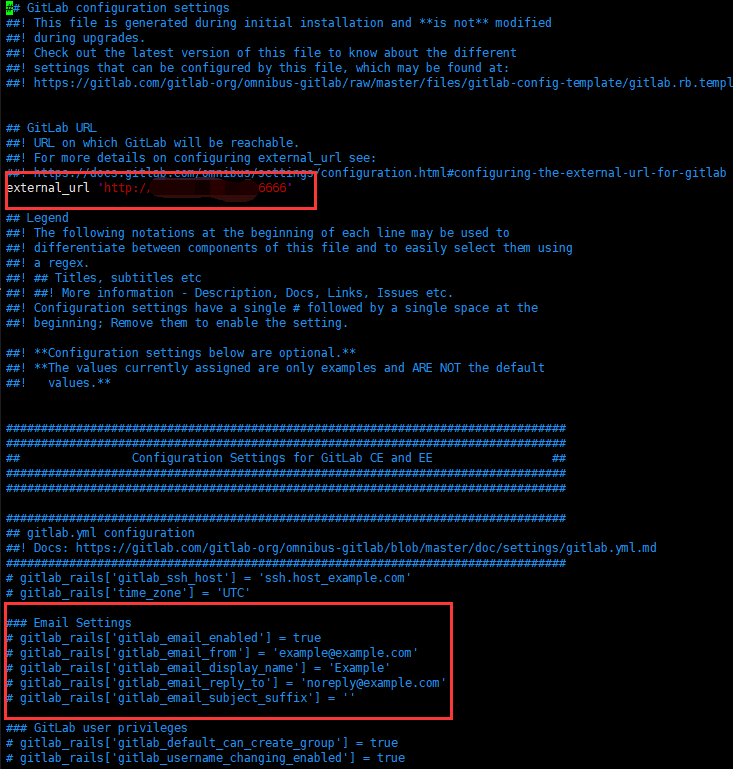 ## GitLab configuration settings
##! This file is generated during initial installation and **is not** modified
##! during upgrades.
##! Check out the latest version of this file to know about the different
##! settings that can be configured by this file, which may be found at:
##! https://gitlab.com/gitlab-org/omnibus-gitlab/raw/master/files/gitlab-config-template/gitlab.rb.templ
## GitLab URL
##! URL on which GitLab will be reachable.
##! For more details on configuring external_url see:
##! https://docs.gitlab.com/omnibus/settings/configuration.html#configuring-the-external-url-for-gitlab
external_url 'http:/ 6666'
## Legend
##! The following notations at the beginning of each line may be used to
##! differentiate between components of this file and to easily select them using
##! a regex.
##! ## Titles, subtitles etc
##! ##! More information - Description, Docs, Links, Issues etc.
##! Configuration settings have a single # followed by a single space at the
##! beginning; Remove them to enable the setting.
##! **Configuration settings below are optional.**
##! **The values currently assigned are only examples and ARE NOT the default
##!   values.**
################################################################################
################################################################################
##                Configuration Settings for GitLab CE and EE                 ##
################################################################################
################################################################################
################################################################################
## gitlab.yml configuration
##! Docs: https://gitlab.com/gitlab-org/omnibus-gitlab/blob/master/doc/settings/gitlab.yml.md
################################################################################
# gitlab_rails['gitlab_ssh_host'] = 'ssh.host_example.com'
# gitlab_rails['time_zone'] = 'UTC'
### Email Settings
# gitlab_rails['gitlab_email_enabled'] = true
# gitlab_rails['gitlab_email_from'] = 'example@example.com'
# gitlab_rails['gitlab_email_display_name'] = 'Example'
# gitlab_rails['gitlab_email_reply_to'] = 'noreply@example.com'
# gitlab_rails['gitlab_email_subject_suffix'] = ''
### GitLab user privileges
# gitlab_rails['gitlab_default_can_create_group'] = true
# gitlab_rails['gitlab_username_changing_enabled'] = true